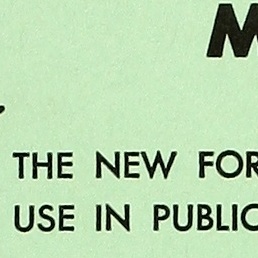 M
THE NEW FOR
USE IN PUBLIC